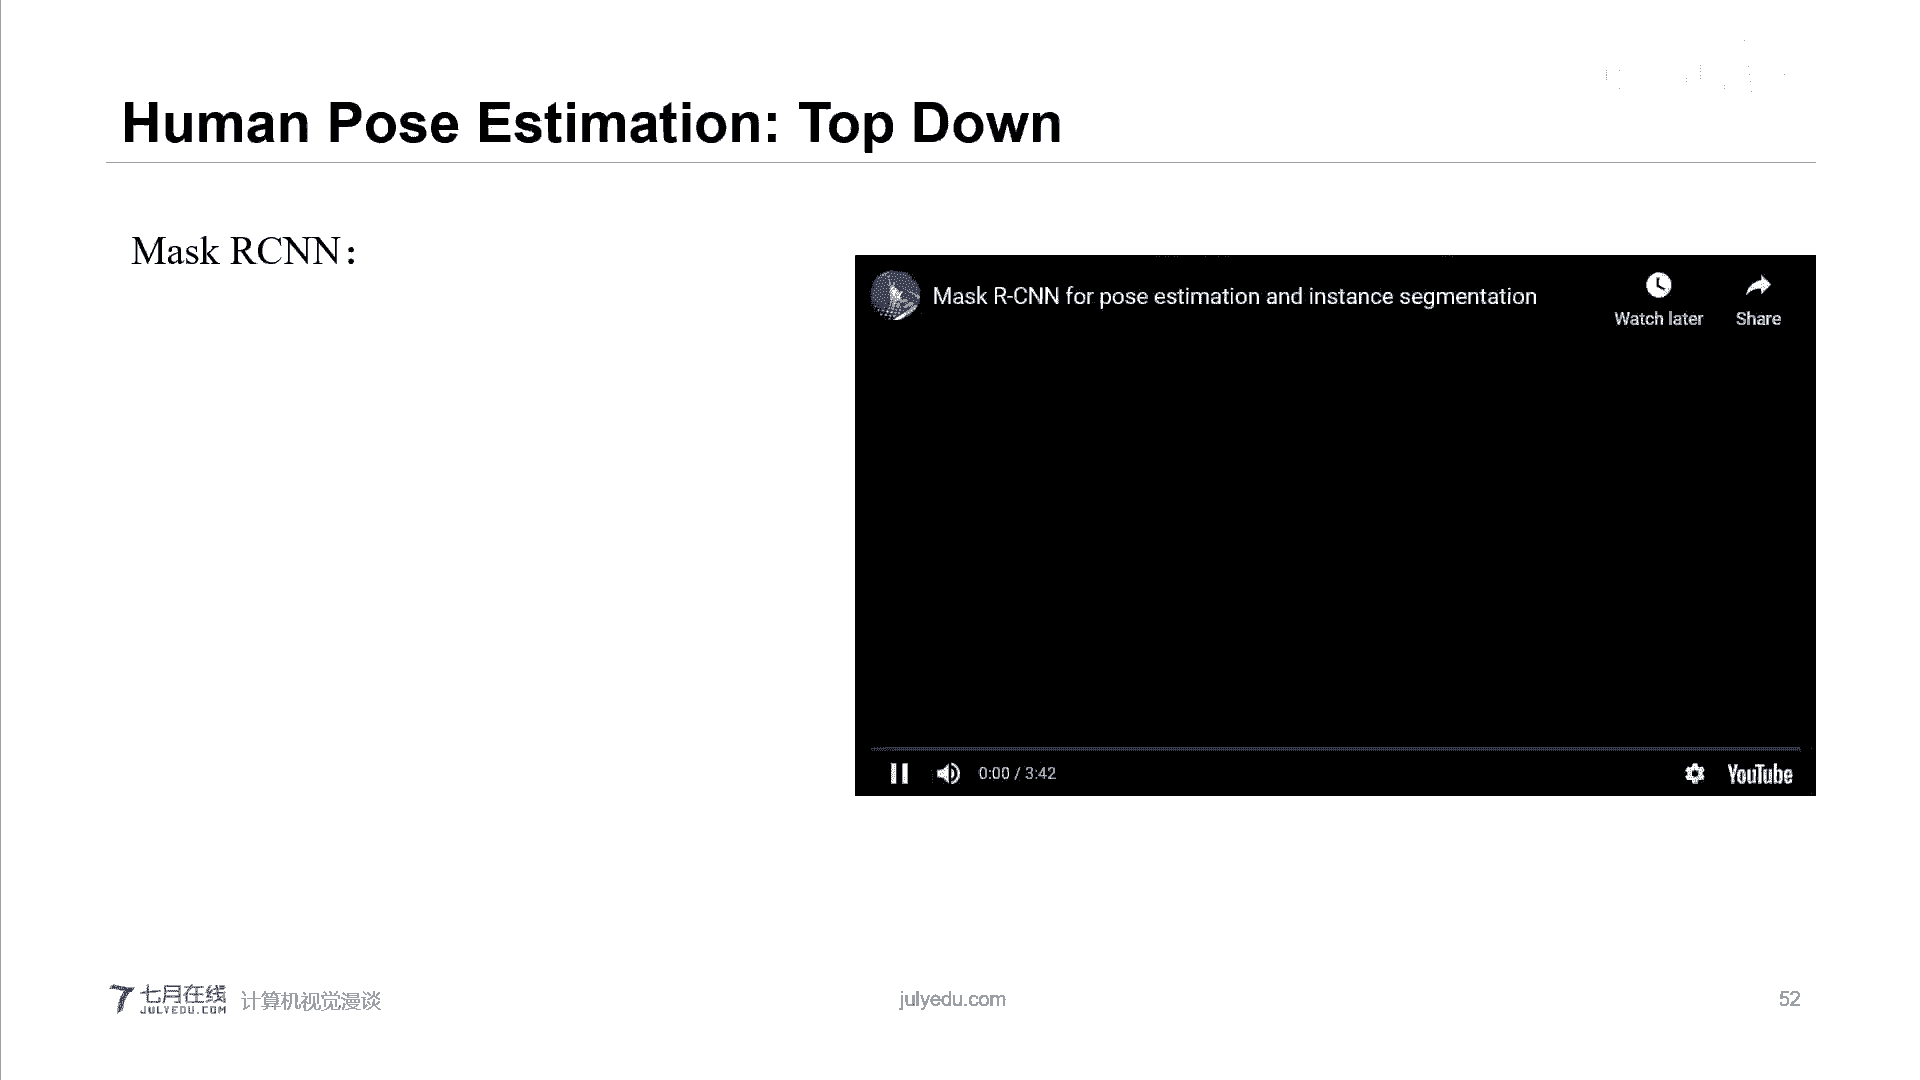 Human Pose Estimation: Top Down
Mask RCNN：
Mask R-CNN for pose estimation and instance segmentation
Watch later
Share
0:00 / 3:42
YouTube
七月在线
JULYEDU.COM
计算机视觉漫谈
julyedu.com
52